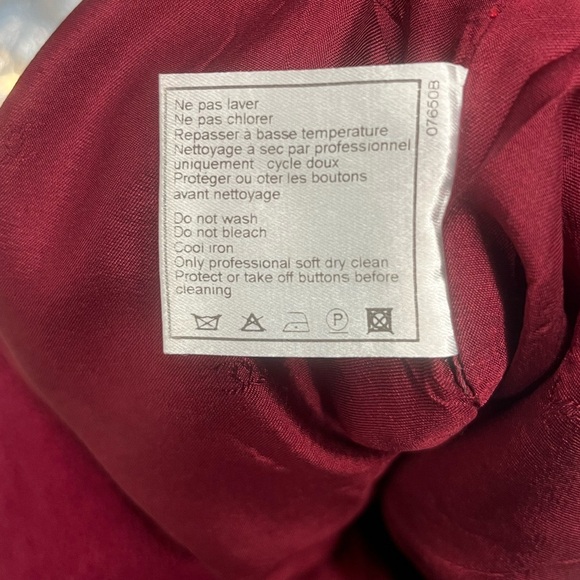 Ne pas laver
Ne pas chlorer
Repasser à basse temperature
Nettoyage à sec par professionnel
uniquement cycle doux
Protéger ou oter les boutons
avant nettoyage
Do not wash
Do not bleach
Cool iron
Only professional soft dry clean
Protect or take off buttons before
cleaning
P
07650B